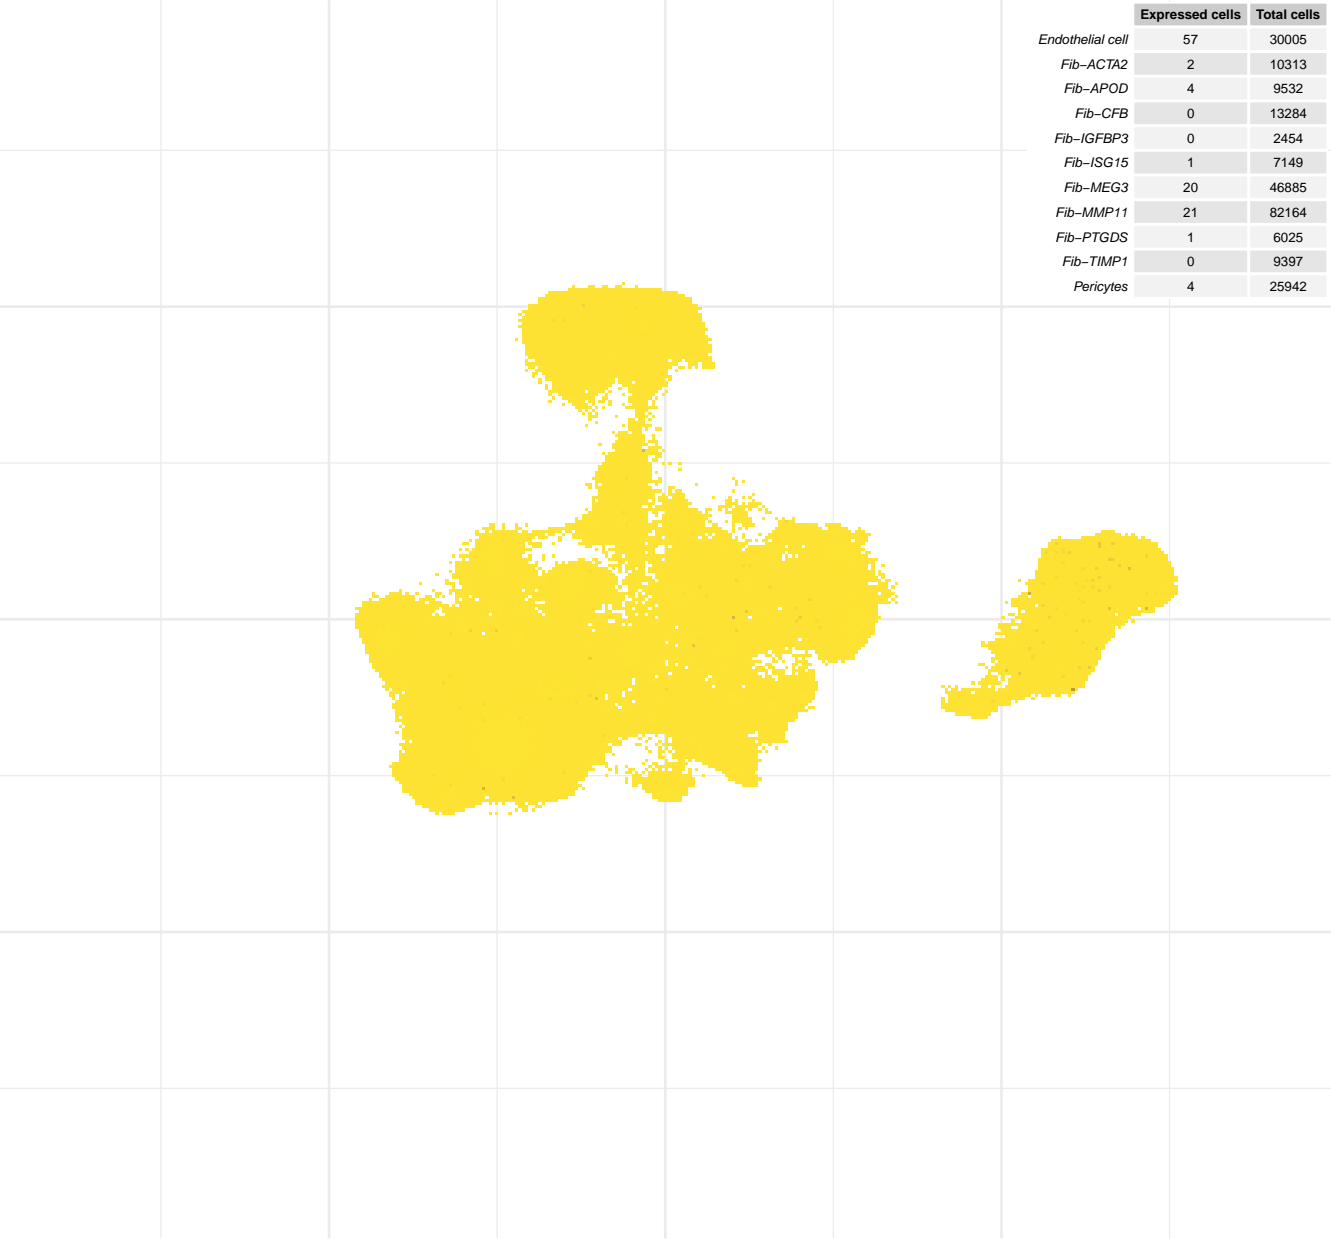 Expressed cells Total cells
Endothelial cell 57 30005
Fib−ACTA2 2 10313
Fib−APOD 4 9532
Fib−CFB 0 13284
Fib−IGFBP3 0 2454
Fib−ISG15 1 7149
Fib−MEG3 20 46885
Fib−MMP11 21 82164
Fib−PTGDS 1 6025
Fib−TIMP1 0 9397
Pericytes 4 25942